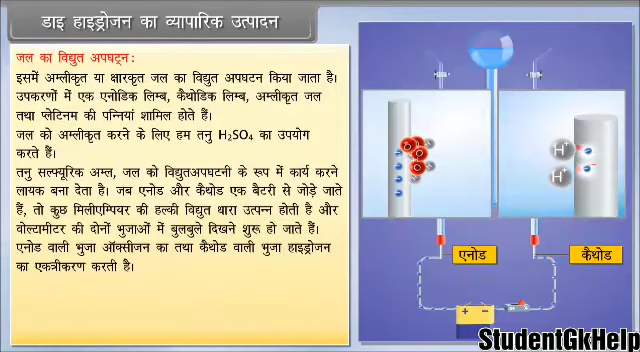 डाइ हाइड्रोजन का व्यापारिक उत्पादन
जल का विद्युत अपघट्न :
इसमें अम्लीकृत या क्षारकृत जल का विद्युत अपघटन किया जाता है।
उपकरणों में एक एनोडिक लिम्ब, कैथोडिक लिम्ब, अम्लीकृत जल
तथा प्लेटिनम की पन्नियां शामिल होते हैं।
जल को अम्लीकृत करने के लिए हम तनु H₂SO₄ का उपयोग
करते हैं।
तनु सल्फ्यूरिक अम्ल, जल को विद्युतअपघटनी के रूप में कार्य करने
लायक बना देता है। जब एनोड और कैथोड एक बैटरी से जोड़े जाते
हैं, तो कुछ मिलीएम्पियर की हल्की विद्युत धारा उत्पन्न होती है और
वोल्टामीटर की दोनों भुजाओं में बुलबुले दिखने शुरू हो जाते हैं।
एनोड वाली भुजा ऑक्सीजन का तथा कैथोड वाली भुजा हाइड्रोजन
का एकत्रीकरण करती है।
O
O
O
H⁺
H⁺
एनोड
कैथोड
+ −
StudentGkHelp